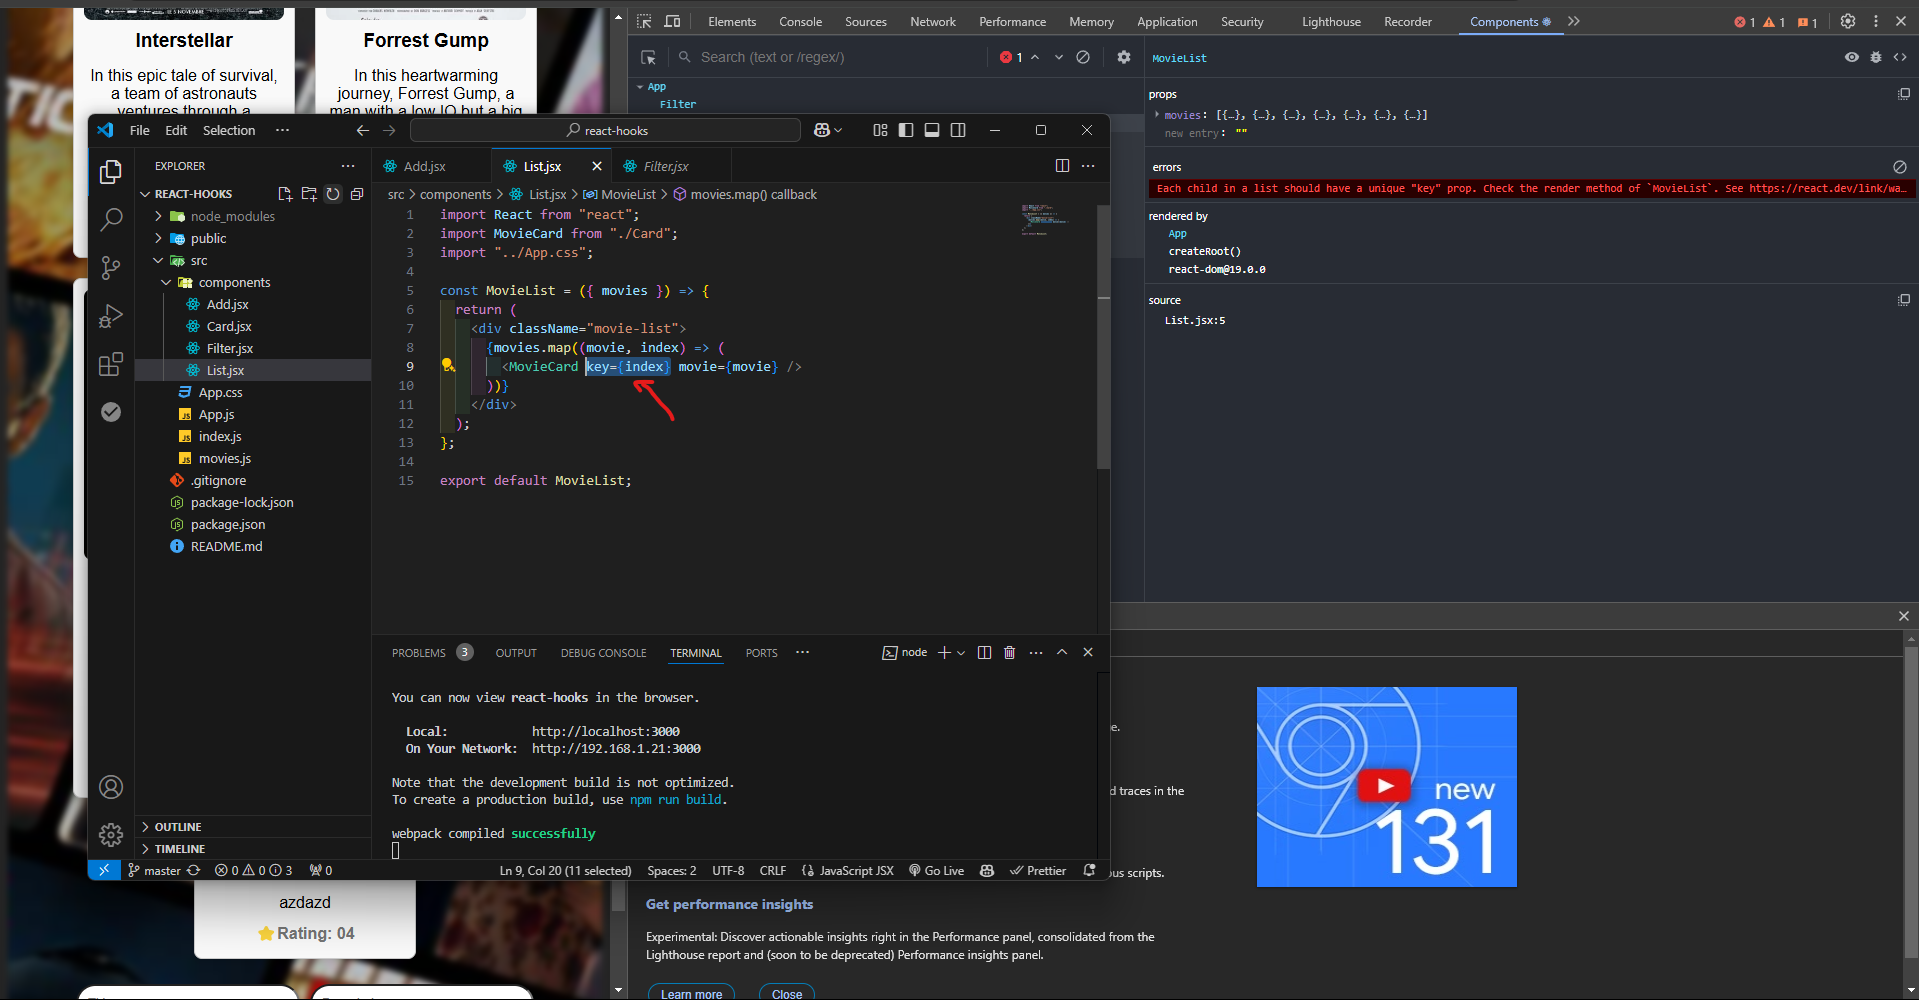 Interstellar
In this epic tale of survival,
a team of astronauts
ventures through a
Forrest Gump
In this heartwarming
journey, Forrest Gump, a
man with a low IQ but a big
Elements Console Sources Network Performance Memory Application Security Lighthouse Recorder Components 1 1 1
Search (text or /regex/) 1
App
Filter
MovieList
props
movies: [{…}, {…}, {…}, {…}, {…}, {…}, {…}]
new entry: ""
errors
Each child in a list should have a unique "key" prop. Check the render method of `MovieList`. See https://react.dev/link/wa…
rendered by
App
createRoot()
react-dom@19.0.0
source
List.jsx:5
File Edit Selection ··· react-hooks
EXPLORER ···
REACT-HOOKS
node_modules
public
src
components
Add.jsx
Card.jsx
Filter.jsx
List.jsx
App.css
App.js
index.js
movies.js
.gitignore
package-lock.json
package.json
README.md
OUTLINE
TIMELINE
Add.jsx List.jsx Filter.jsx
src > components > List.jsx > MovieList > movies.map() callback
1 import React from "react";
2 import MovieCard from "./Card";
3 import "../App.css";
4
5 const MovieList = ({ movies }) => {
6 return (
7 <div className="movie-list">
8 {movies.map((movie, index) => (
9 <MovieCard key={index} movie={movie} />
10 ))}
11 </div>
12 );
13 };
14
15 export default MovieList;
PROBLEMS 3 OUTPUT DEBUG CONSOLE TERMINAL PORTS ··· node
You can now view react-hooks in the browser.
Local: http://localhost:3000
On Your Network: http://192.168.1.21:3000
Note that the development build is not optimized.
To create a production build, use npm run build.
webpack compiled successfully
master 0 0 3 0 Ln 9, Col 20 (11 selected) Spaces: 2 UTF-8 CRLF JavaScript JSX Go Live Prettier
azdazd
Rating: 04
e.
d traces in the
us scripts.
new
131
Get performance insights
Experimental: Discover actionable insights right in the Performance panel, consolidated from the
Lighthouse report and (soon to be deprecated) Performance insights panel.
Learn more Close